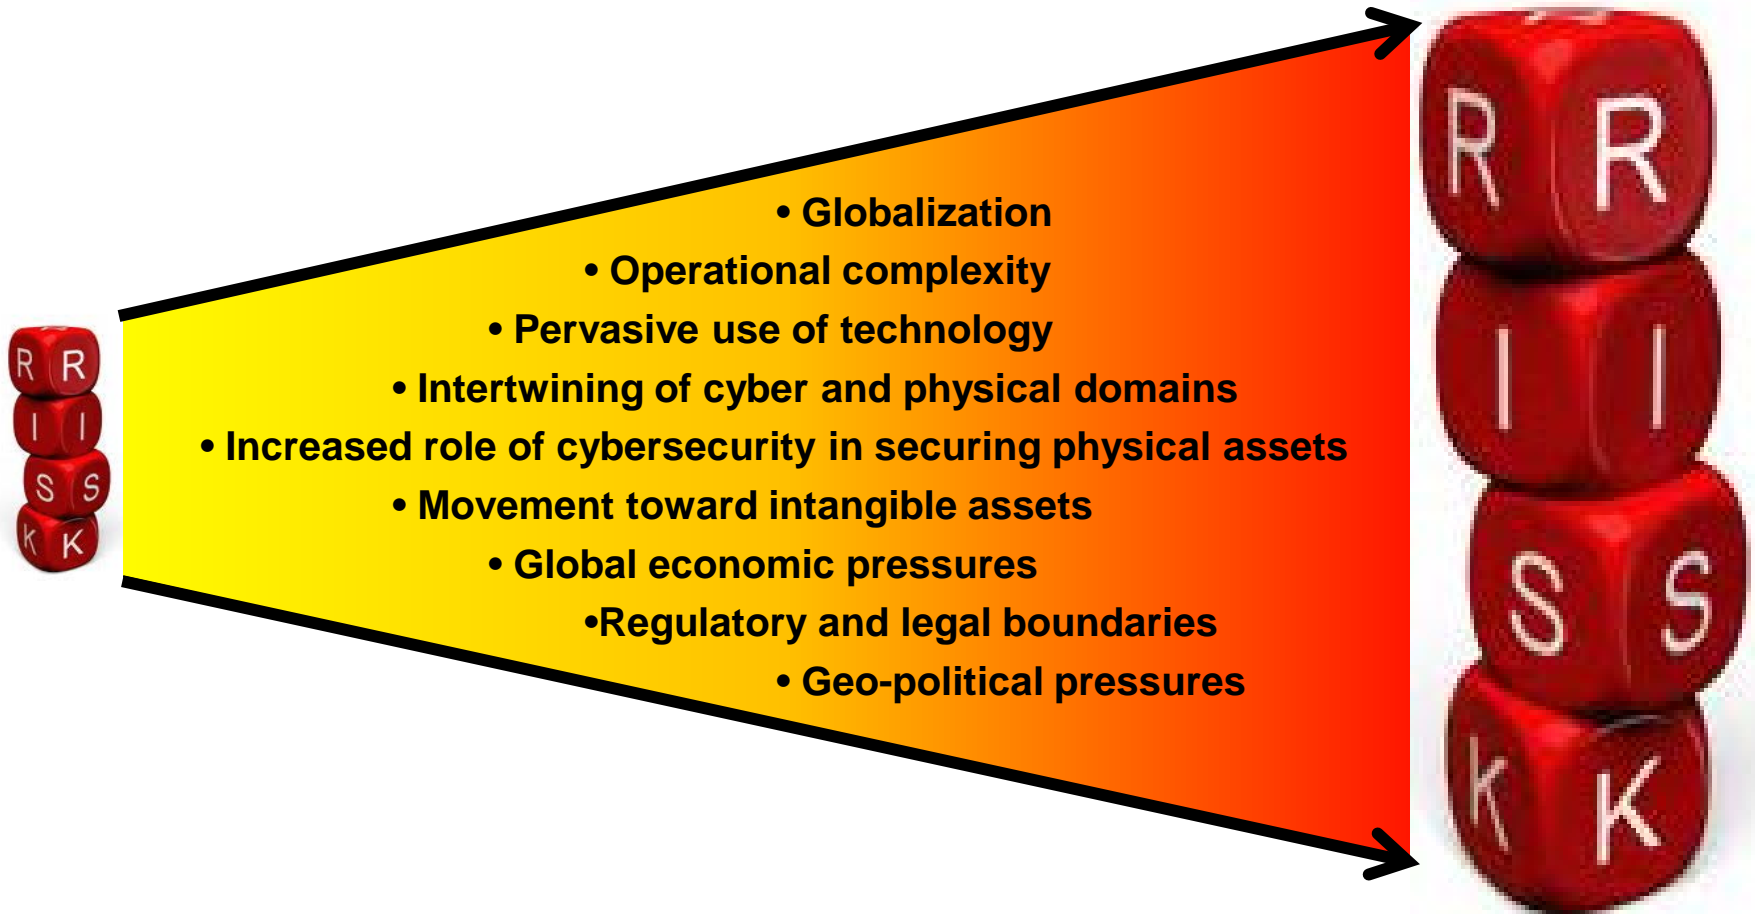 R R
I I
S S
K K
• Globalization
• Operational complexity
• Pervasive use of technology
• Intertwining of cyber and physical domains
• Increased role of cybersecurity in securing physical assets
• Movement toward intangible assets
• Global economic pressures
•Regulatory and legal boundaries
• Geo-political pressures
R R
I I
S S
K K